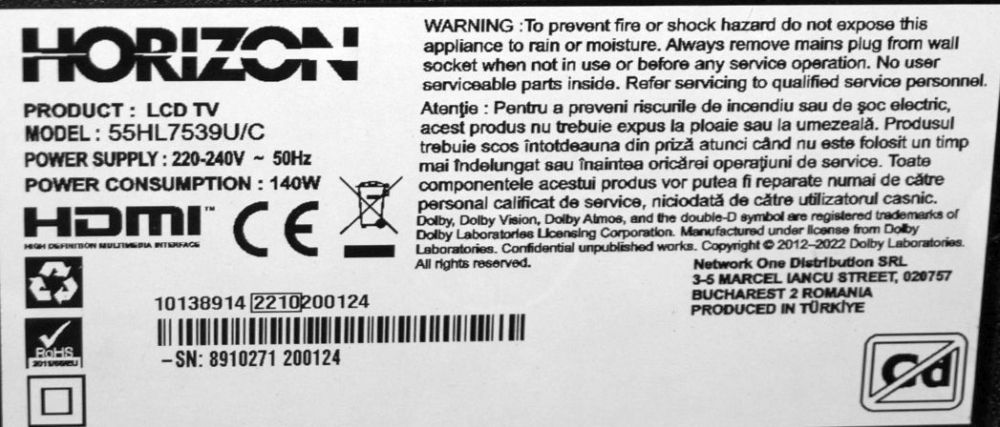 HORIZON
PRODUCT : LCD TV
MODEL : 55HL7539U/C
POWER SUPPLY : 220-240V ~ 50Hz
POWER CONSUMPTION : 140W
HDMI™
HIGH DEFINITION MULTIMEDIA INTERFACE
CE
RoHS
2011/65/EU
10138914 2210200124
-SN: 8910271 200124
WARNING :To prevent fire or shock hazard do not expose this
appliance to rain or moisture. Always remove mains plug from wall
socket when not in use or before any service operation. No user
serviceable parts inside. Refer servicing to qualified service personnel.
Atenţie : Pentru a preveni riscurile de incendiu sau de şoc electric,
acest produs nu trebuie expus la ploaie sau la umezeală. Produsul
trebuie scos întotdeauna din priză atunci când nu este folosit un timp
mai îndelungat sau înaintea oricărei operaţiuni de service. Toate
componentele acestui produs vor putea fi reparate numai de către
personal calificat de service, niciodată de către utilizatorul casnic.
Dolby, Dolby Vision, Dolby Atmos, and the double-D symbol are registered trademarks of
Dolby Laboratories Licensing Corporation. Manufactured under license from Dolby
Laboratories. Confidential unpublished works. Copyright © 2012-2022 Dolby Laboratories.
All rights reserved.
Network One Distribution SRL
3-5 MARCEL IANCU STREET, 020757
BUCHAREST 2 ROMANIA
PRODUCED IN TÜRKİYE
Cd